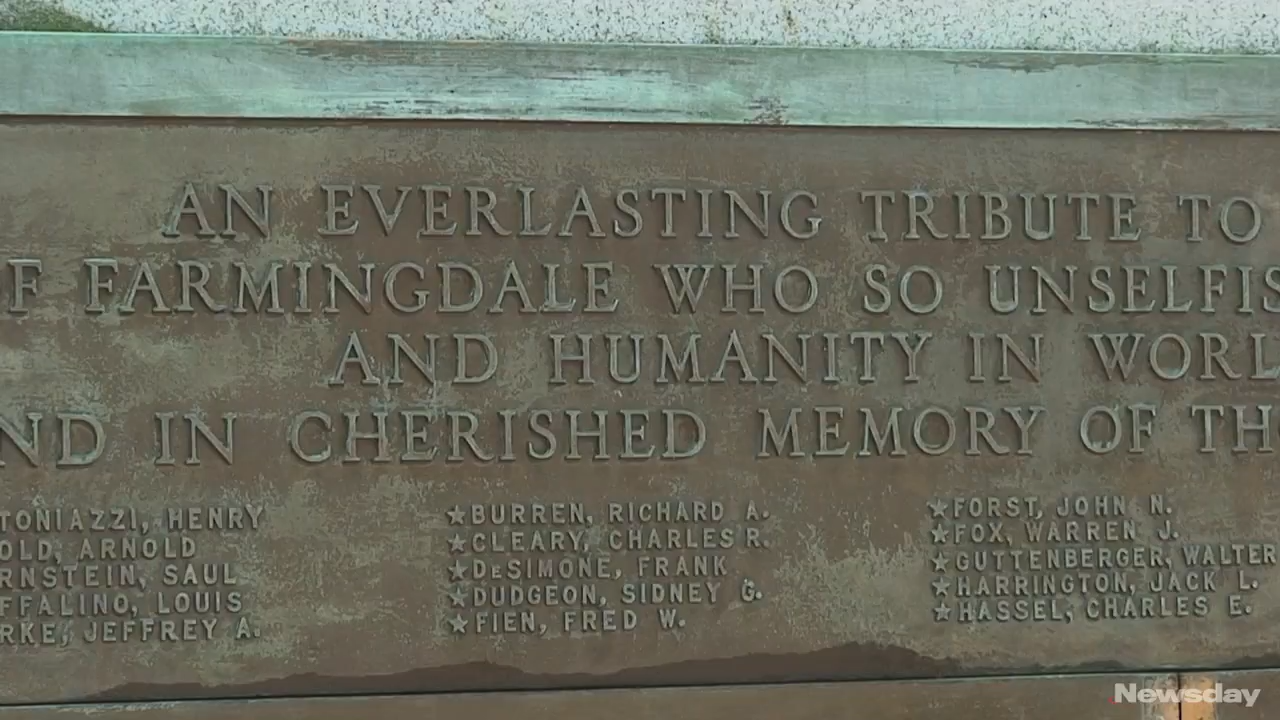 AN EVERLASTING TRIBUTE TO
F FARMINGDALE WHO SO UNSELFIS
AND HUMANITY IN WORL
ND IN CHERISHED MEMORY OF TH
TONIAZZI, HENRY
OLD, ARNOLD
RNSTEIN, SAUL
FFALINO, LOUIS
RKE, JEFFREY A.
★BURREN, RICHARD A.
★CLEARY, CHARLES R.
★DESIMONE, FRANK
★DUDGEON, SIDNEY G.
★FIEN, FRED W.
★FORST, JOHN N.
★FOX, WARREN J.
★GUTTENBERGER, WALTER
★HARRINGTON, JACK L.
★HASSEL, CHARLES E.
Newsday